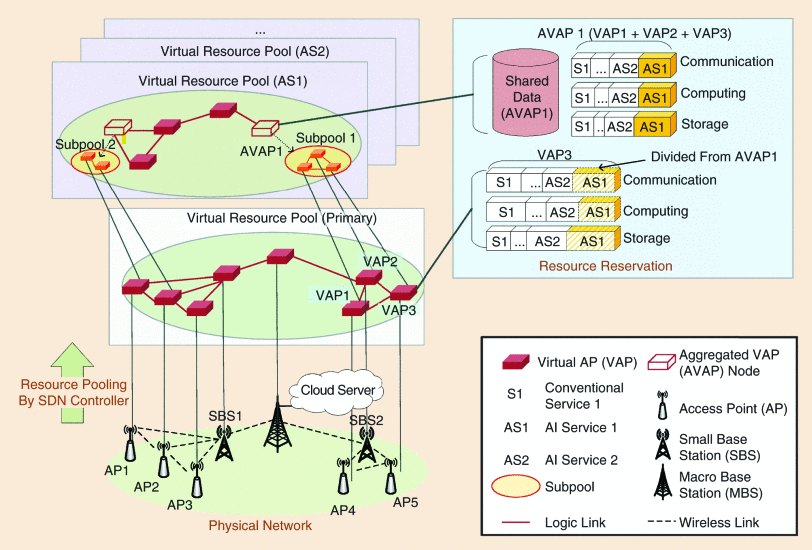 ...
Virtual Resource Pool (AS2)
Virtual Resource Pool (AS1)
Subpool 2
AVAP1
Subpool 1
Virtual Resource Pool (Primary)
VAP2
VAP1
VAP3
Resource Pooling
By SDN Controller
Cloud Server
SBS1
SBS2
AP1
AP2
AP3
AP4
AP5
Physical Network
AVAP 1 (VAP1 + VAP2 + VAP3)
Shared
Data
(AVAP1)
S1 ... AS2 AS1 Communication
S1 ... AS2 AS1 Computing
S1 .. AS2 AS1 Storage
VAP3
Divided From AVAP1
S1 ... AS2 AS1 Communication
S1 ... AS2 AS1 Computing
S1 ... AS2 AS1 Storage
Resource Reservation
Virtual AP (VAP)
Aggregated VAP
(AVAP) Node
S1 Conventional
Service 1
Access Point (AP)
AS1 AI Service 1
Small Base
Station (SBS)
AS2 AI Service 2
Subpool
Macro Base
Station (MBS)
Logic Link
Wireless Link